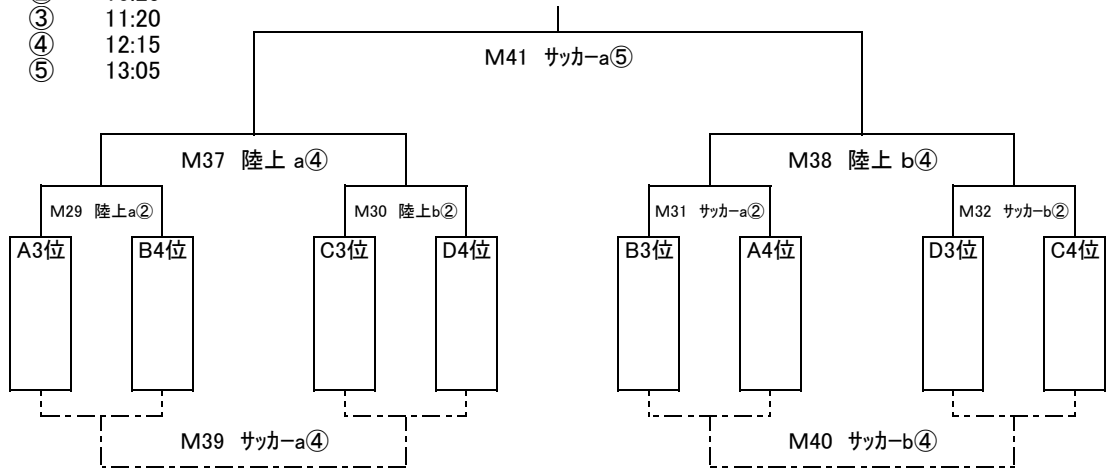 ③ 11:20
④ 12:15
⑤ 13:05
M41 サッカーa⑤
M37 陸上 a④
M38 陸上 b④
M29 陸上a②
M30 陸上b②
M31 サッカーa②
M32 サッカーb②
A3位
B4位
C3位
D4位
B3位
A4位
D3位
C4位
M39 サッカーa④
M40 サッカーb④